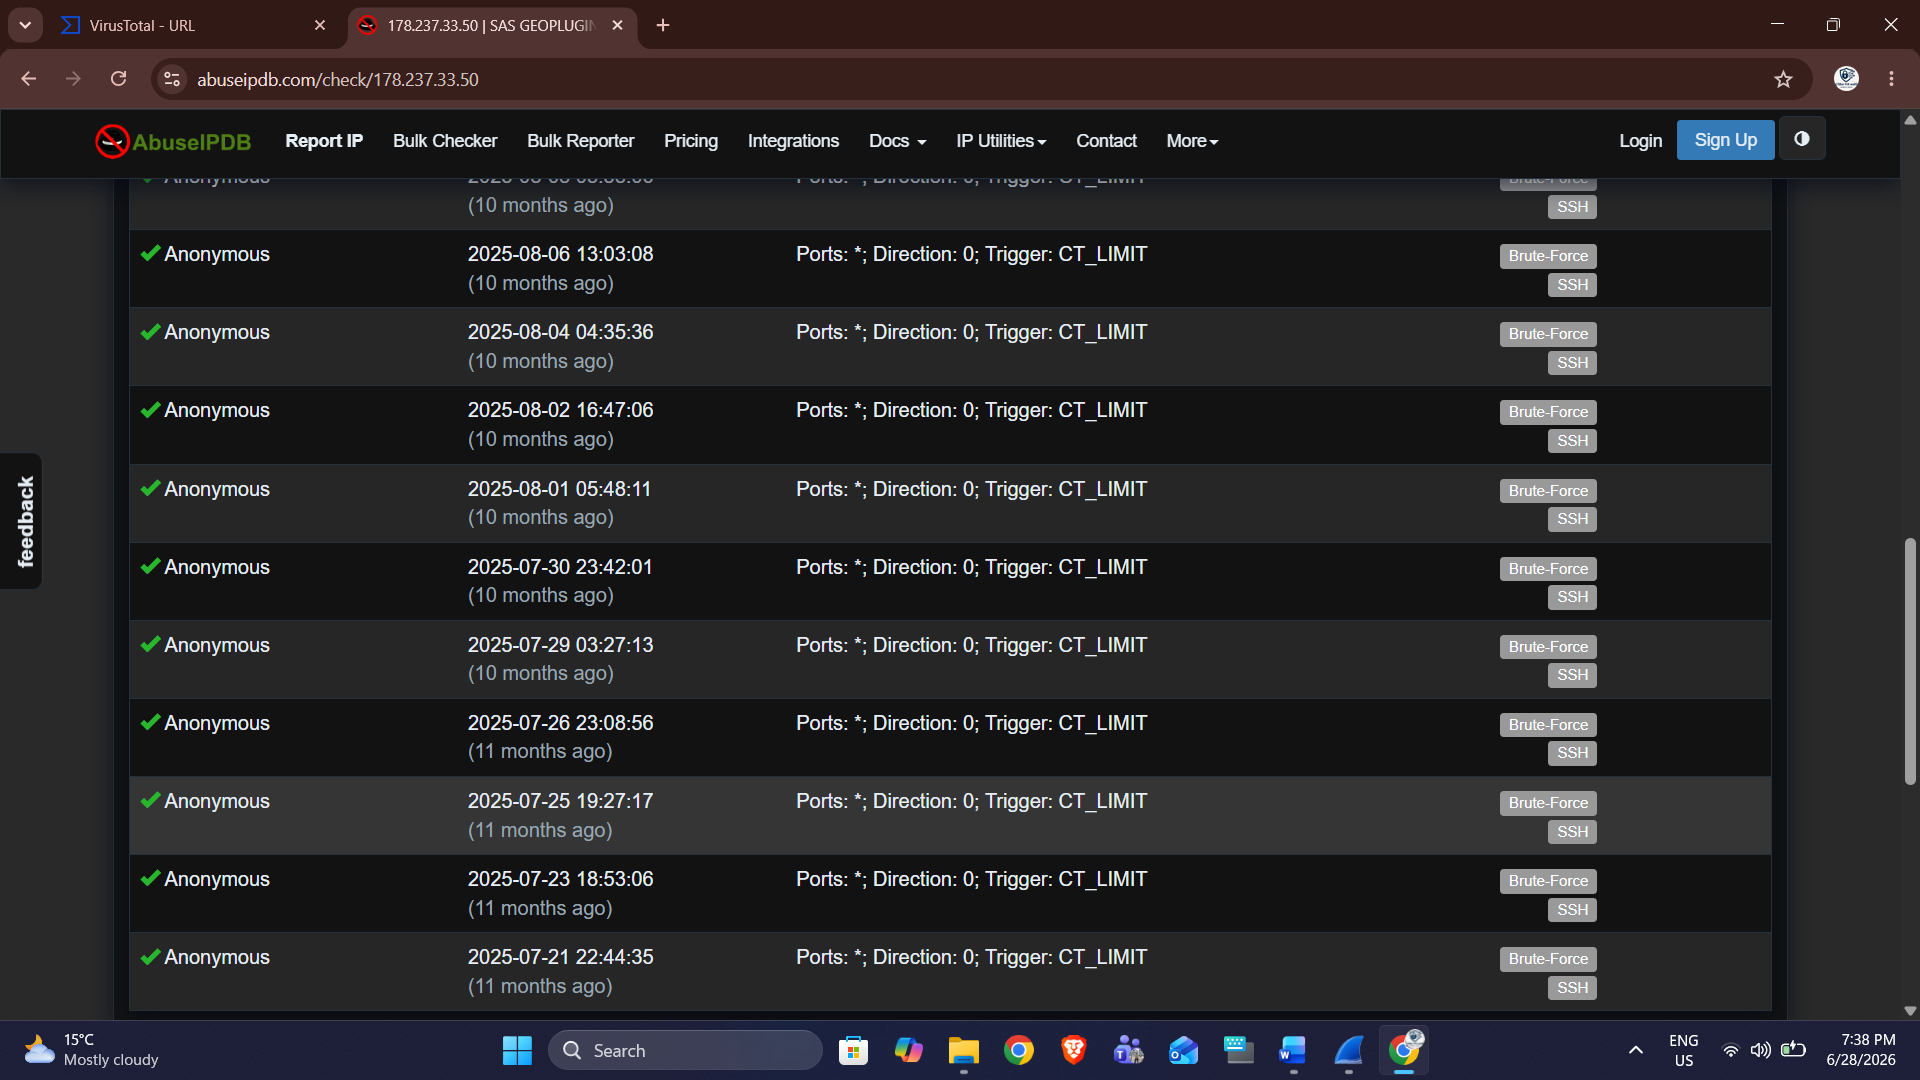 VirusTotal - URL
178.237.33.50 | SAS GEOPLUGIN
abuseipdb.com/check/178.237.33.50
AbuseIPDB Report IP Bulk Checker Bulk Reporter Pricing Integrations Docs IP Utilities Contact More Login Sign Up
Anonymous Ports: *; Direction: 0; Trigger: CT_LIMIT Brute-Force
(10 months ago) SSH
Anonymous 2025-08-06 13:03:08 Ports: *; Direction: 0; Trigger: CT_LIMIT Brute-Force
(10 months ago) SSH
Anonymous 2025-08-04 04:35:36 Ports: *; Direction: 0; Trigger: CT_LIMIT Brute-Force
(10 months ago) SSH
Anonymous 2025-08-02 16:47:06 Ports: *; Direction: 0; Trigger: CT_LIMIT Brute-Force
(10 months ago) SSH
Anonymous 2025-08-01 05:48:11 Ports: *; Direction: 0; Trigger: CT_LIMIT Brute-Force
(10 months ago) SSH
Anonymous 2025-07-30 23:42:01 Ports: *; Direction: 0; Trigger: CT_LIMIT Brute-Force
(10 months ago) SSH
Anonymous 2025-07-29 03:27:13 Ports: *; Direction: 0; Trigger: CT_LIMIT Brute-Force
(10 months ago) SSH
Anonymous 2025-07-26 23:08:56 Ports: *; Direction: 0; Trigger: CT_LIMIT Brute-Force
(11 months ago) SSH
Anonymous 2025-07-25 19:27:17 Ports: *; Direction: 0; Trigger: CT_LIMIT Brute-Force
(11 months ago) SSH
Anonymous 2025-07-23 18:53:06 Ports: *; Direction: 0; Trigger: CT_LIMIT Brute-Force
(11 months ago) SSH
Anonymous 2025-07-21 22:44:35 Ports: *; Direction: 0; Trigger: CT_LIMIT Brute-Force
(11 months ago) SSH
feedback
15°C
Mostly cloudy
Search
ENG
US
7:38 PM
6/28/2026